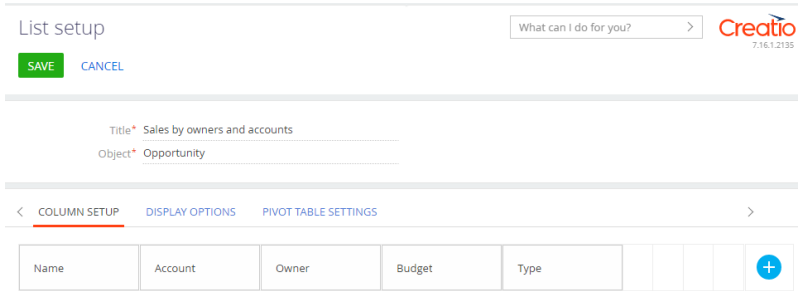 List setup
What can I do for you?
Creatio
7.16.1.2135
SAVE CANCEL
Title* Sales by owners and accounts
Object* Opportunity
COLUMN SETUP DISPLAY OPTIONS PIVOT TABLE SETTINGS
Name Account Owner Budget Type